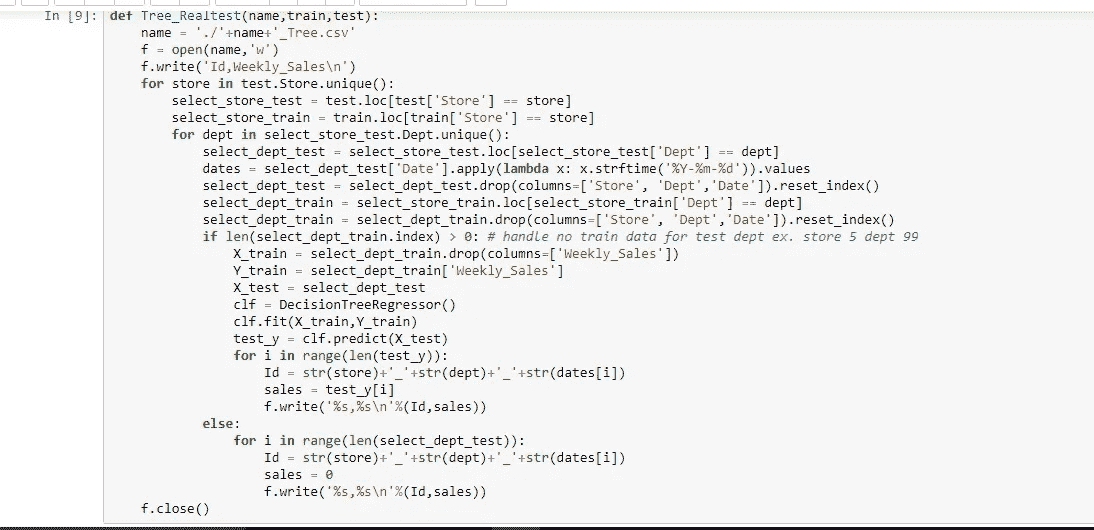 In [9]: def Tree_Realtest(name,train,test):
    name = './'+name+'_Tree.csv'
    f = open(name,'w')
    f.write('Id,Weekly_Sales\n')
    for store in test.Store.unique():
        select_store_test = test.loc[test['Store'] == store]
        select_store_train = train.loc[train['Store'] == store]
        for dept in select_store_test.Dept.unique():
            select_dept_test = select_store_test.loc[select_store_test['Dept'] == dept]
            dates = select_dept_test['Date'].apply(lambda x: x.strftime('%Y-%m-%d')).values
            select_dept_test = select_dept_test.drop(columns=['Store', 'Dept','Date']).reset_index()
            select_dept_train = select_store_train.loc[select_store_train['Dept'] == dept]
            select_dept_train = select_dept_train.drop(columns=['Store', 'Dept','Date']).reset_index()
            if len(select_dept_train.index) > 0: # handle no train data for test dept ex. store 5 dept 99
                X_train = select_dept_train.drop(columns=['Weekly_Sales'])
                Y_train = select_dept_train['Weekly_Sales']
                X_test = select_dept_test
                clf = DecisionTreeRegressor()
                clf.fit(X_train,Y_train)
                test_y = clf.predict(X_test)
                for i in range(len(test_y)):
                    Id = str(store)+'_'+str(dept)+'_'+str(dates[i])
                    sales = test_y[i]
                    f.write('%s,%s\n'%(Id,sales))
            else:
                for i in range(len(select_dept_test)):
                    Id = str(store)+'_'+str(dept)+'_'+str(dates[i])
                    sales = 0
                    f.write('%s,%s\n'%(Id,sales))
    f.close()